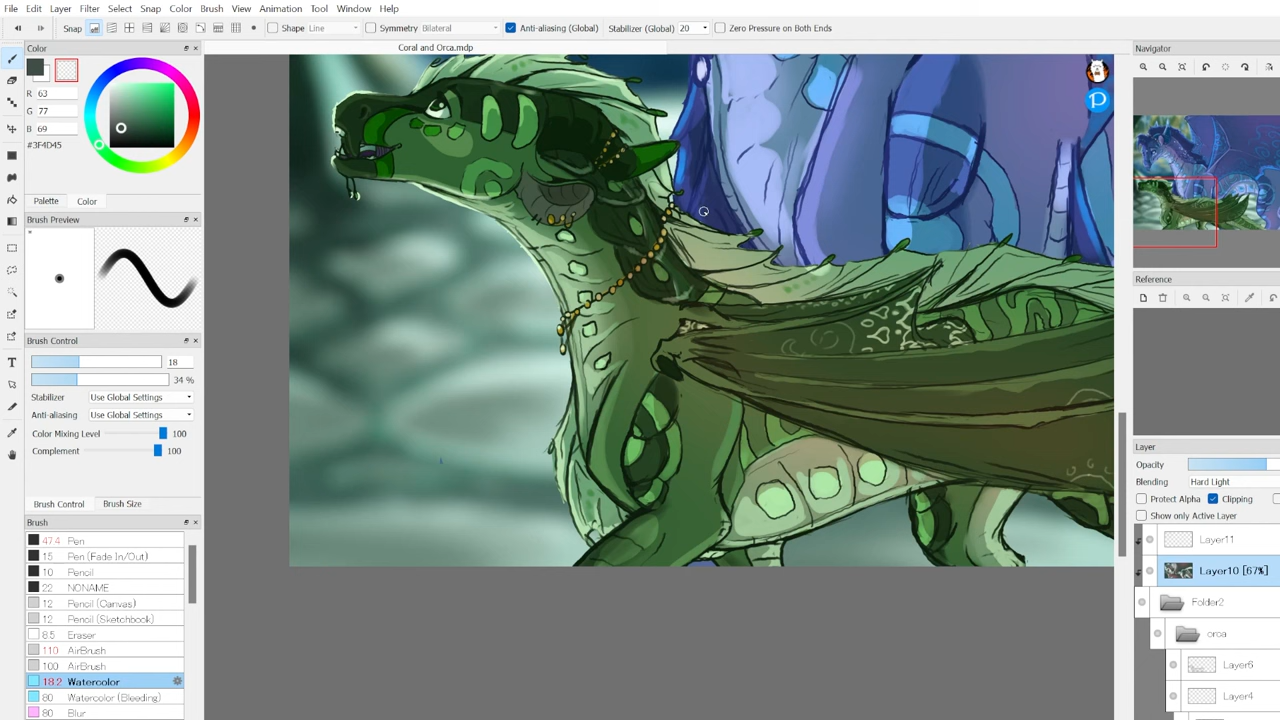 File Edit Layer Filter Select Snap Color Brush View Animation Tool Window Help
Snap Shape Line Symmetry Bilateral Anti-aliasing (Global) Stabilizer (Global) 20 Zero Pressure on Both Ends
Color
Coral and Orca.mdp
Navigator
R 63
G 77
B 69
#3F4D45
Palette Color
Brush Preview
Reference
Brush Control
18
34 %
Stabilizer Use Global Settings
Anti-aliasing Use Global Settings
Color Mixing Level 100
Complement 100
Brush Control Brush Size
Layer
Opacity
Blending Hard Light
Protect Alpha Clipping
Show only Active Layer
Layer11
Layer10 [67%]
Folder2
orca
Layer6
Layer4
Brush
47.4 Pen
15 Pen (Fade In/Out)
10 Pencil
22 NONAME
12 Pencil (Canvas)
12 Pencil (Sketchbook)
8.5 Eraser
110 AirBrush
100 AirBrush
18.2 Watercolor
80 Watercolor (Bleeding)
80 Blur